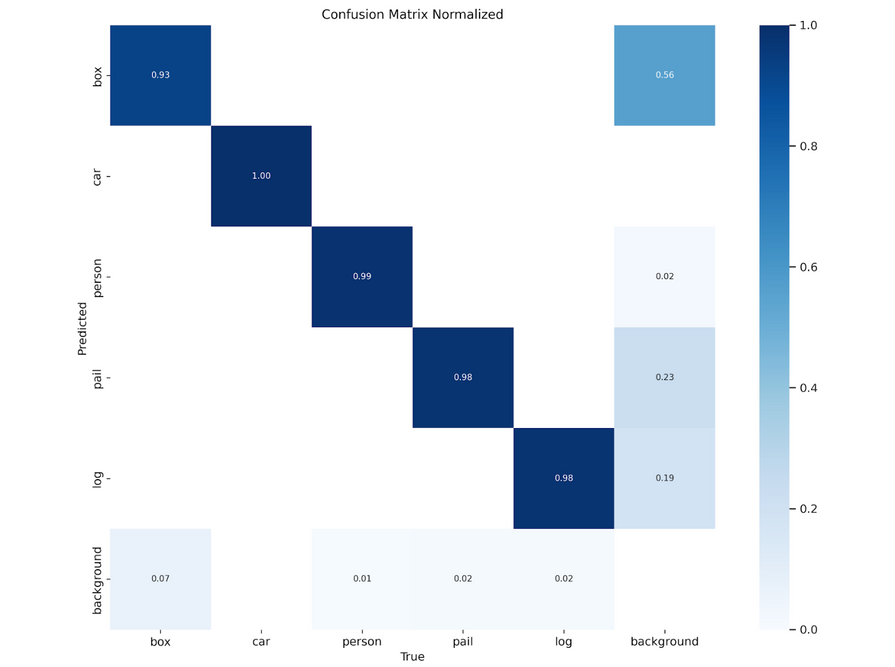 Confusion Matrix Normalized
box
0.93
0.56
car
1.00
person
0.99
0.02
pail
0.98
0.23
log
0.98
0.19
background
0.07
0.01
0.02
0.02
box
car
person
pail
log
background
True
Predicted
1.0
0.8
0.6
0.4
0.2
0.0